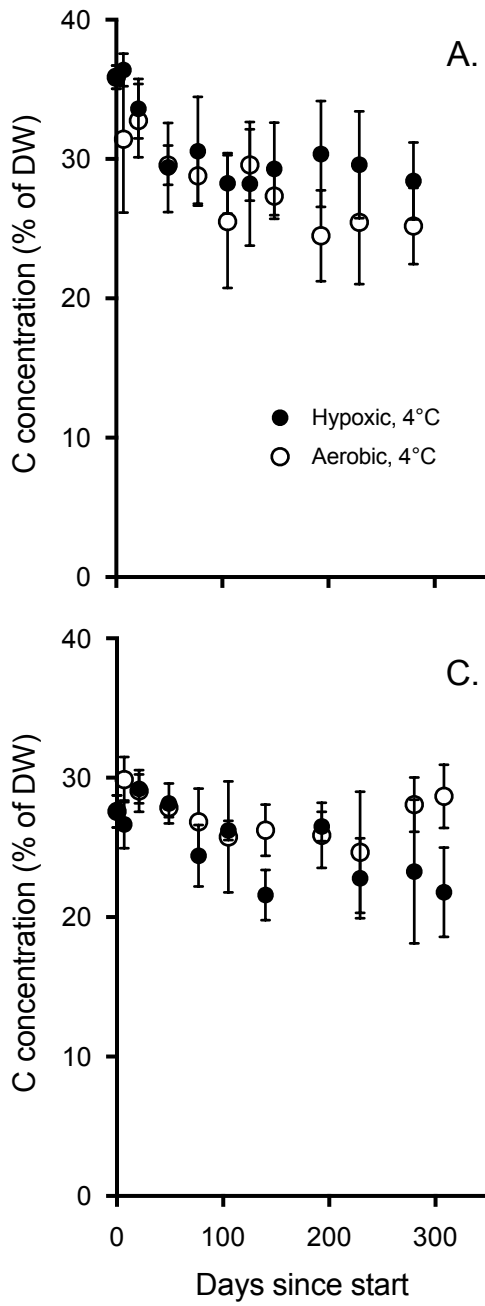 A.
40
30
20
10
0
C concentration (% of DW)
Hypoxic, 4°C
Aerobic, 4°C
C.
40
30
20
10
0
C concentration (% of DW)
0 100 200 300
Days since start